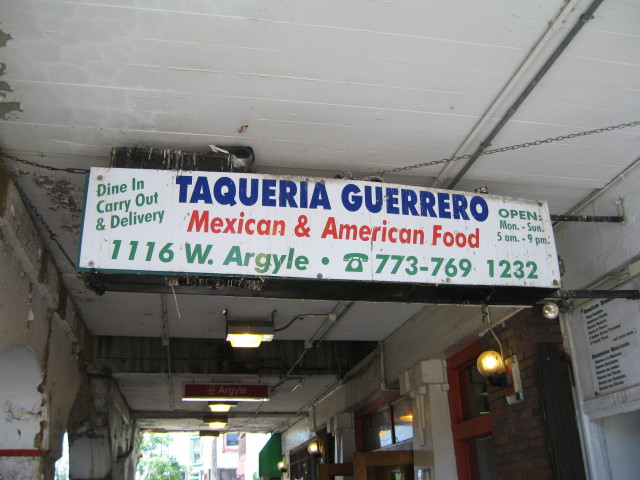 Dine In
Carry Out
& Delivery
TAQUERIA GUERRERO
Mexican & American Food
1116 W. Argyle • ☎ 773-769 1232
OPEN:
Mon. - Sun.
5 am. - 9 pm.
Argyle